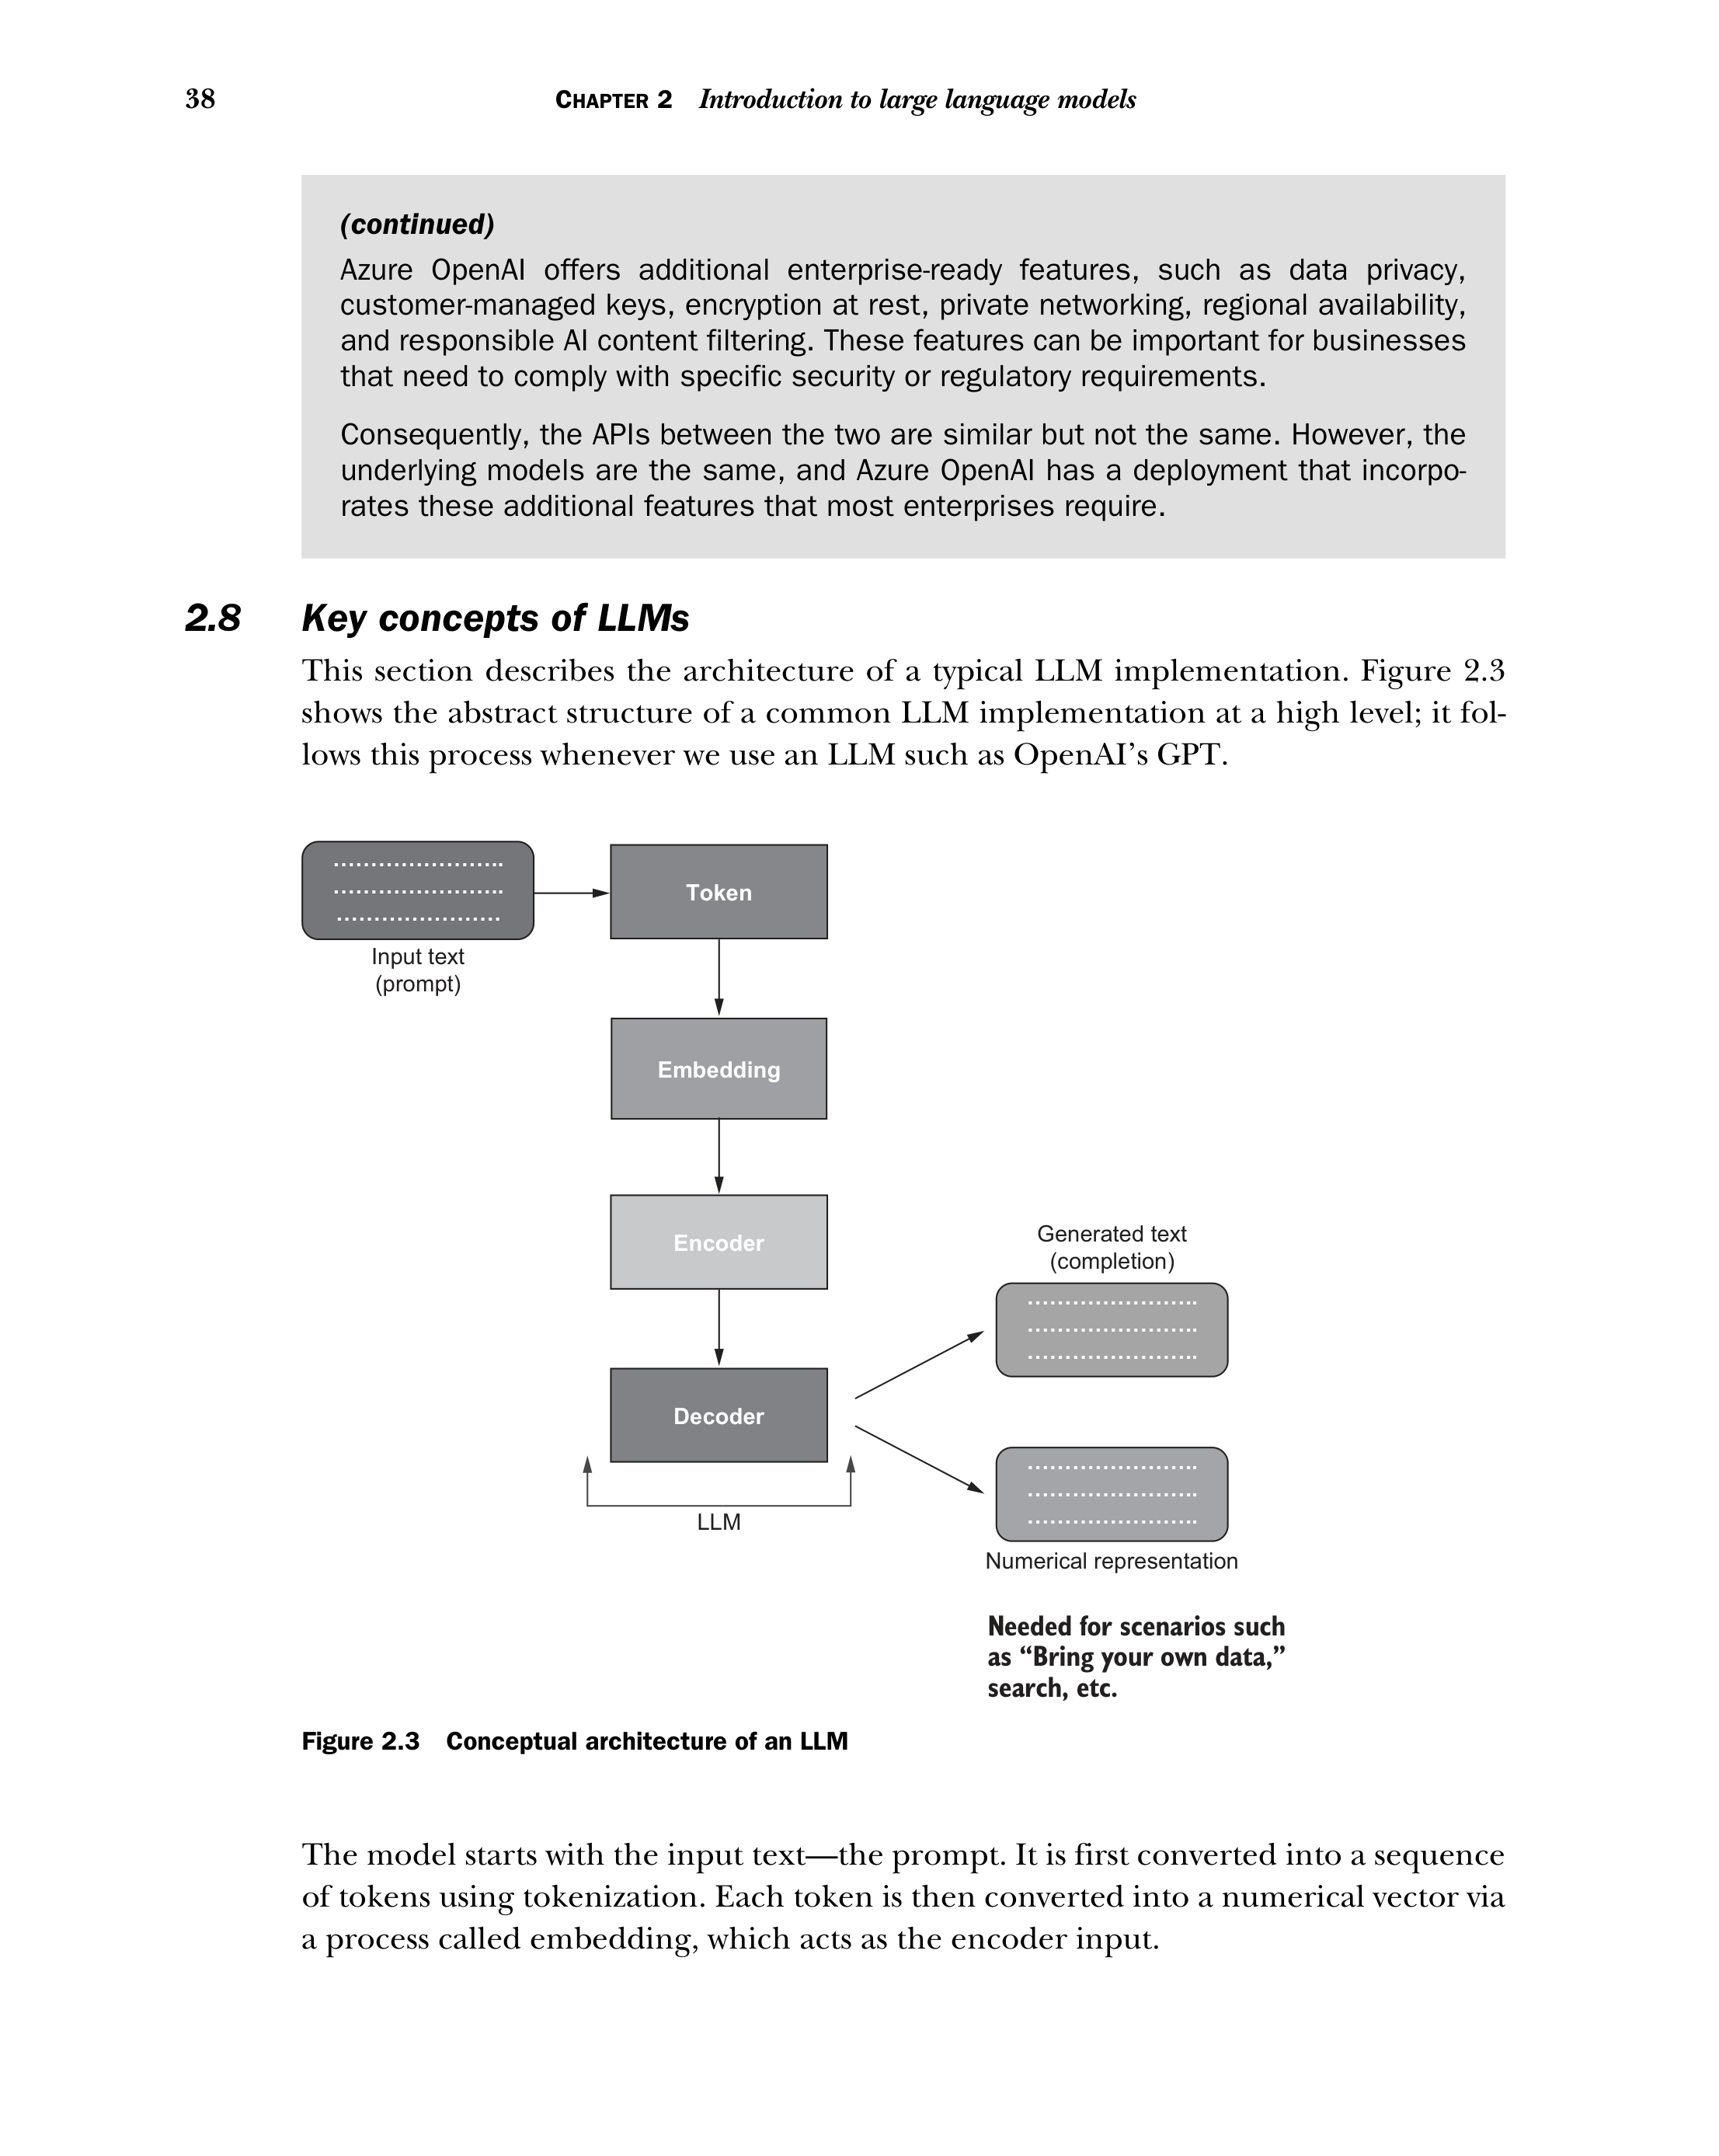 38
CHAPTER 2 Introduction to large language models
(continued)
Azure OpenAI offers additional enterprise-ready features, such as data privacy,
customer-managed keys, encryption at rest, private networking, regional availability,
and responsible AI content filtering. These features can be important for businesses
that need to comply with specific security or regulatory requirements.
Consequently, the APIs between the two are similar but not the same. However, the
underlying models are the same, and Azure OpenAI has a deployment that incorpo-
rates these additional features that most enterprises require.
2.8 Key concepts of LLMs
This section describes the architecture of a typical LLM implementation. Figure 2.3
shows the abstract structure of a common LLM implementation at a high level; it fol-
lows this process whenever we use an LLM such as OpenAI’s GPT.
Token
Input text
(prompt)
Embedding
Encoder
Generated text
(completion)
Decoder
LLM
Numerical representation
Needed for scenarios such
as “Bring your own data,”
search, etc.
Figure 2.3 Conceptual architecture of an LLM
The model starts with the input text—the prompt. It is first converted into a sequence
of tokens using tokenization. Each token is then converted into a numerical vector via
a process called embedding, which acts as the encoder input.